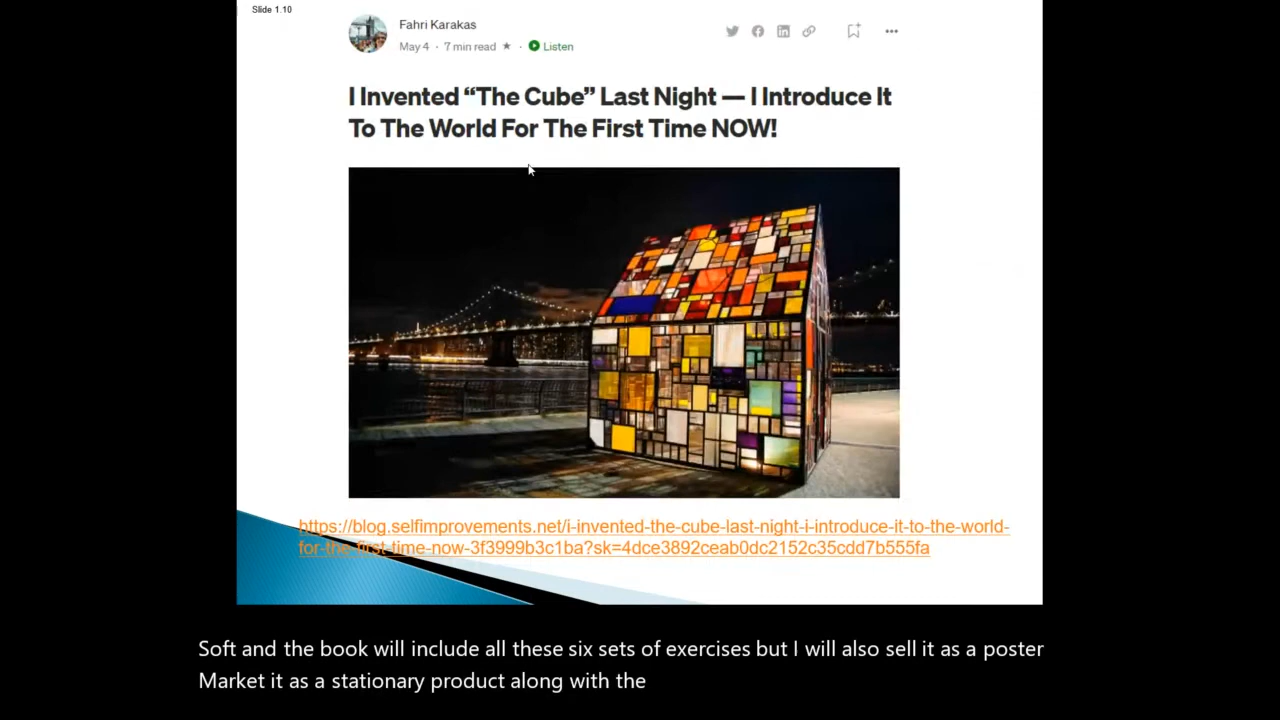 Slide 1.10
Fahri Karakas
May 4 · 7 min read ★ · Listen
I Invented “The Cube” Last Night — I Introduce It
To The World For The First Time NOW!
https://blog.selfimprovements.net/i-invented-the-cube-last-night-i-introduce-it-to-the-world-
for-the-first-time-now-3f3999b3c1ba?sk=4dce3892ceab0dc2152c35cdd7b555fa
Soft and the book will include all these six sets of exercises but I will also sell it as a poster
Market it as a stationary product along with the